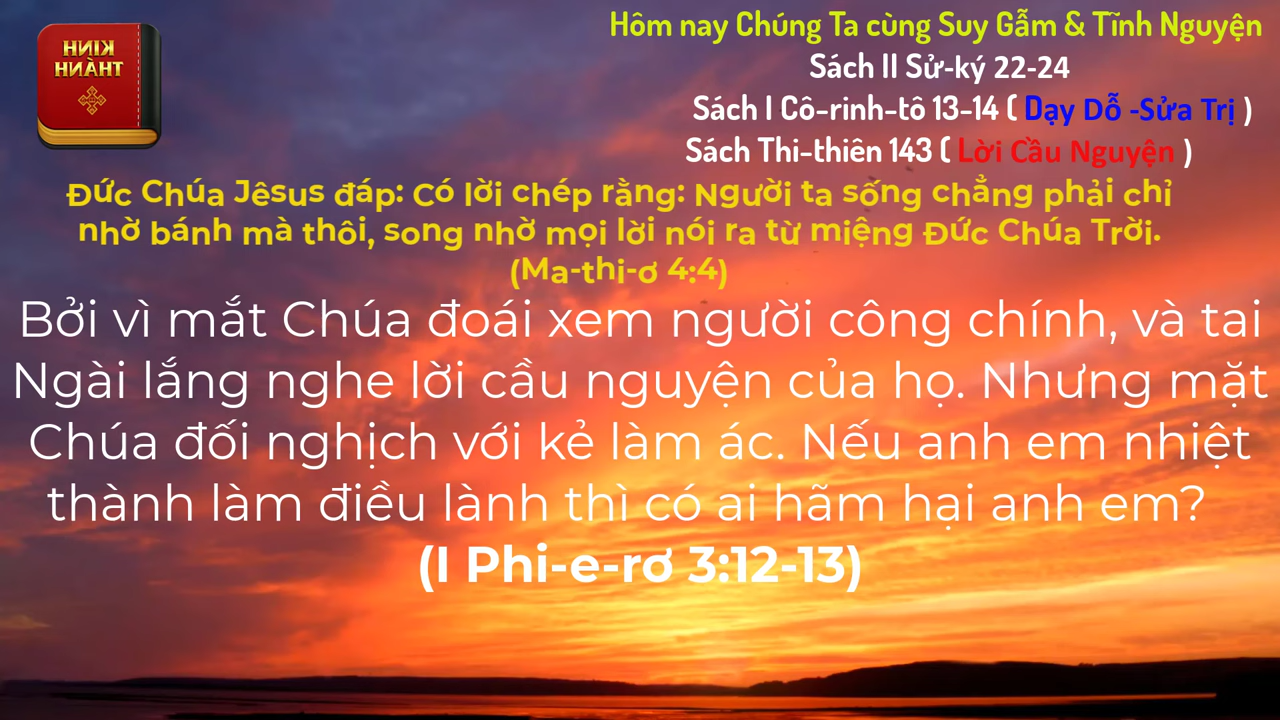 KINH
THÀNH
Hôm nay Chúng Ta cùng Suy Gẫm & Tĩnh Nguyện
Sách II Sử-ký 22-24
Sách I Cô-rinh-tô 13-14 ( Dạy Dỗ -Sửa Trị )
Sách Thi-thiên 143 ( Lời Cầu Nguyện )
Đức Chúa Jêsus đáp: Có lời chép rằng: Người ta sống chẳng phải chỉ
nhờ bánh mà thôi, song nhờ mọi lời nói ra từ miệng Đức Chúa Trời.
(Ma-thi-ơ 4:4)
Bởi vì mắt Chúa đoái xem người công chính, và tai
Ngài lắng nghe lời cầu nguyện của họ. Nhưng mặt
Chúa đối nghịch với kẻ làm ác. Nếu anh em nhiệt
thành làm điều lành thì có ai hãm hại anh em?
(I Phi-e-rơ 3:12-13)